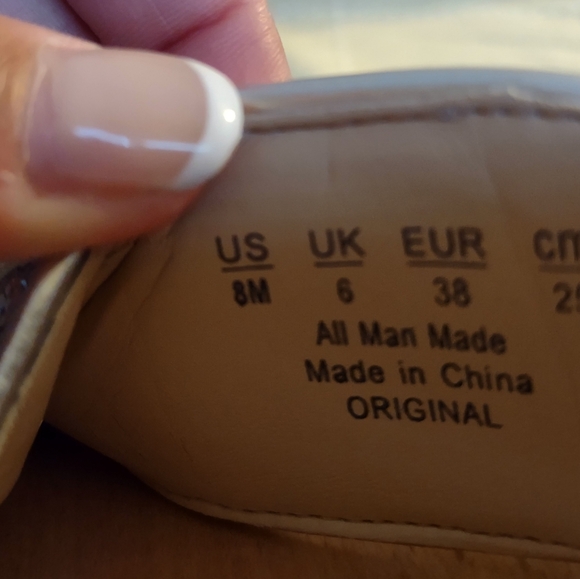 US UK EUR
8M 6 38
All Man Made
Made in China
ORIGINAL